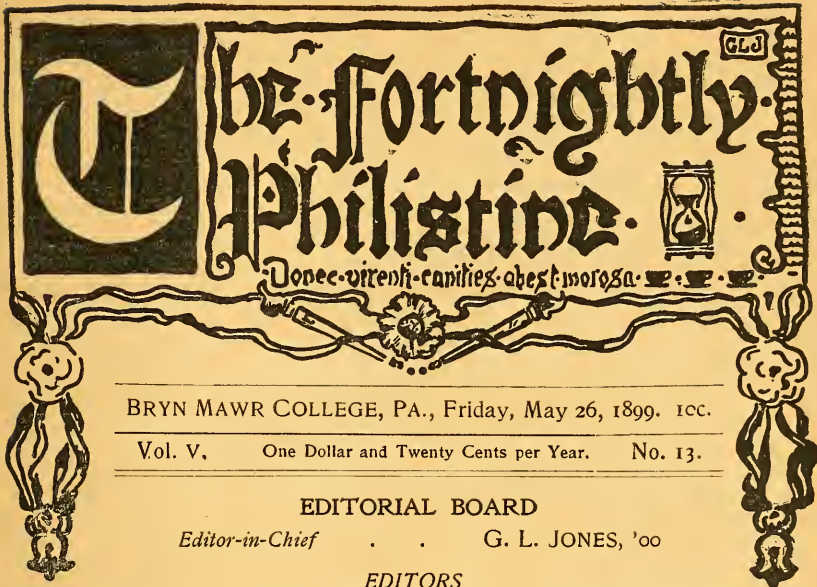 GLJ
The·Fortnightly·
Philistine·
·Donec·virenti·canities·abest·morosa·
BRYN MAWR COLLEGE, PA., Friday, May 26, 1899. 10c.
Vol. V. One Dollar and Twenty Cents per Year. No. 13.
EDITORIAL BOARD
Editor-in-Chief . . G. L. JONES, '00
EDITORS